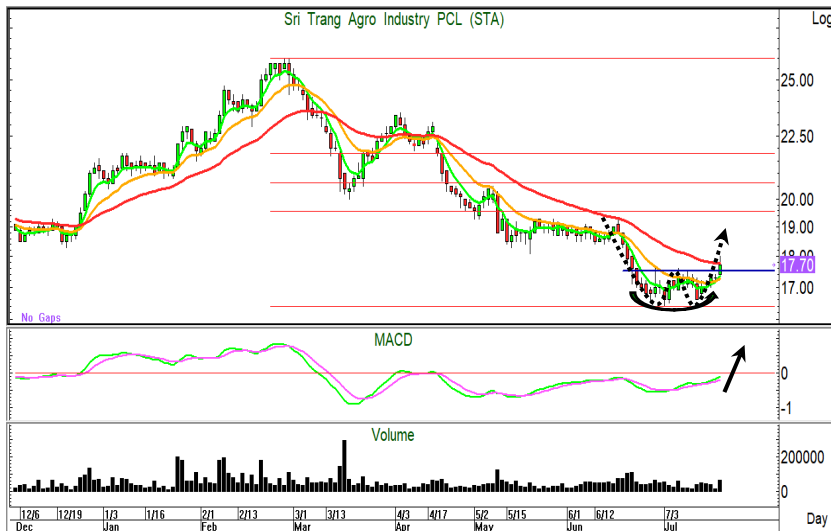 Sri Trang Agro Industry PCL (STA)
Log
25.00
22.50
20.00
19.00
18.00
17.70
17.00
No Gaps
MACD
0
-1
Volume
200000
0
12/6 12/19 1/3 1/16 2/1 2/13 3/1 3/13 4/3 4/17 5/2 5/15 6/1 6/12 7/3
Dec Jan Feb Mar Apr May Jun Jul
Day